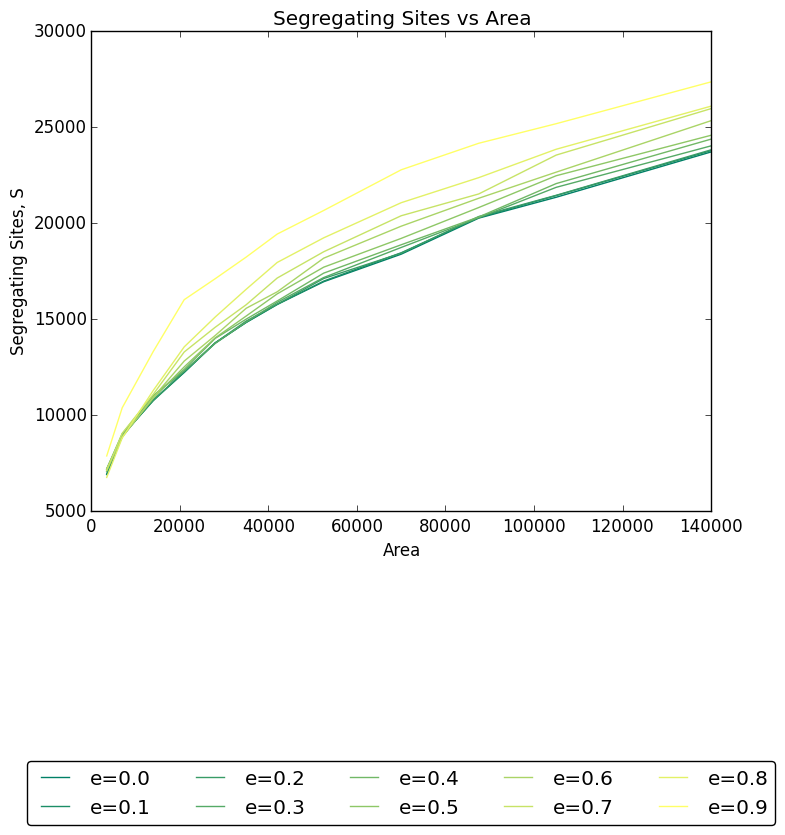 Segregating Sites vs Area
30000
25000
20000
15000
10000
5000
Segregating Sites, S
0 20000 40000 60000 80000 100000 120000 140000
Area
e=0.0 e=0.2 e=0.4 e=0.6 e=0.8
e=0.1 e=0.3 e=0.5 e=0.7 e=0.9